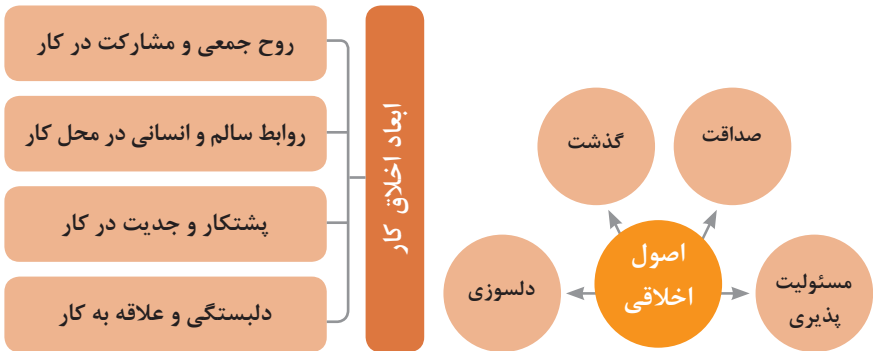 صداقت
گذشت
اصول
اخلاقی
مسئولیت
پذیری
دلسوزی
ابعاد اخلاق کار
روح جمعی و مشارکت در کار
روابط سالم و انسانی در محل کار
پشتکار و جدیت در کار
دلبستگی و علاقه به کار